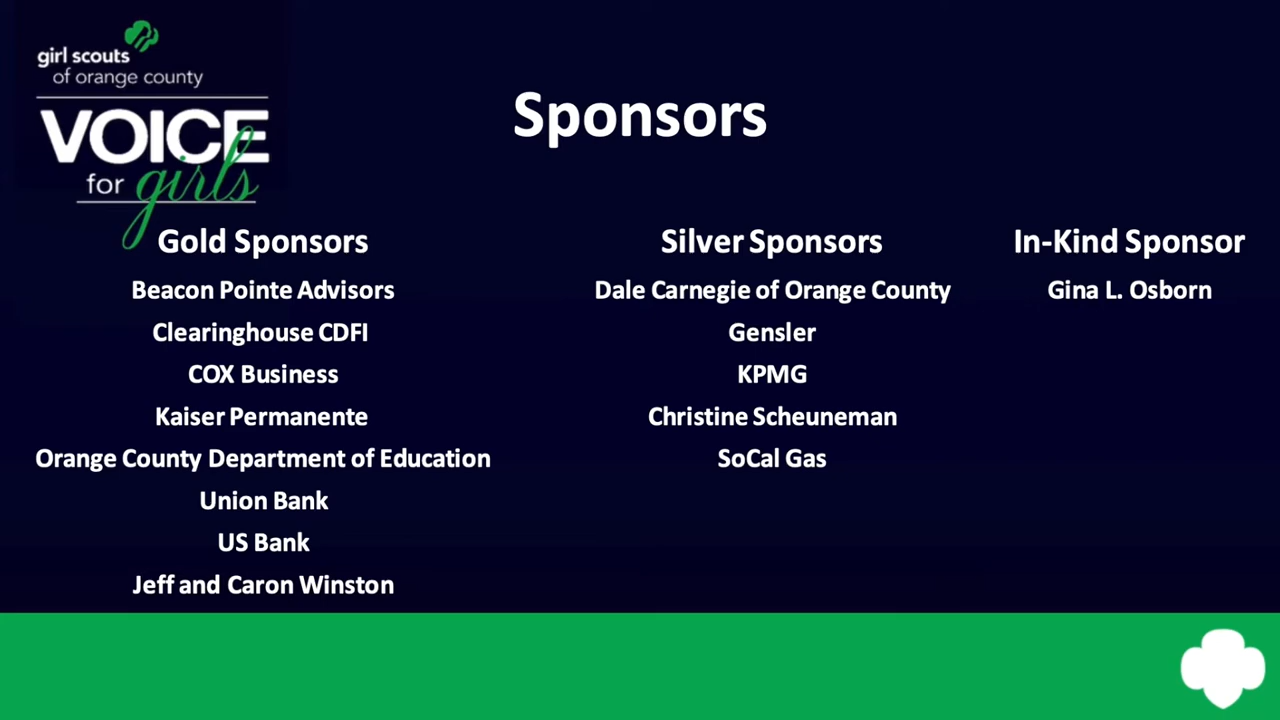 girl scouts
of orange county
VOICE
for girls
Sponsors
Gold Sponsors
Beacon Pointe Advisors
Clearinghouse CDFI
COX Business
Kaiser Permanente
Orange County Department of Education
Union Bank
US Bank
Jeff and Caron Winston
Silver Sponsors
Dale Carnegie of Orange County
Gensler
KPMG
Christine Scheuneman
SoCal Gas
In-Kind Sponsor
Gina L. Osborn